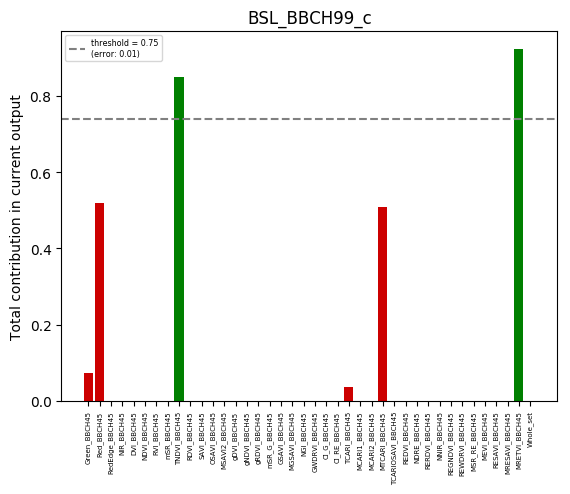 BSL_BBCH99_c
threshold = 0.75
(error: 0.01)
Total contribution in current output
0.8
0.6
0.4
0.2
0.0
Green_BBCH45
Red_BBCH45
RedEdge_BBCH45
NIR_BBCH45
DVI_BBCH45
NDVI_BBCH45
RVI_BBCH45
mSR_BBCH45
TNDVI_BBCH45
RDVI_BBCH45
SAVI_BBCH45
OSAVI_BBCH45
MSAVI2_BBCH45
gDVI_BBCH45
gNDVI_BBCH45
gRDVI_BBCH45
mSR_G_BBCH45
GSAVI_BBCH45
MGSAVI_BBCH45
NGI_BBCH45
GWDRVI_BBCH45
CI_G_BBCH45
CI_RE_BBCH45
TCARI_BBCH45
MCARI1_BBCH45
MCARI2_BBCH45
MTCARI_BBCH45
TCARIOSAVI_BBCH45
REDVI_BBCH45
NDRE_BBCH45
RERDVI_BBCH45
NNIR_BBCH45
REGNDVI_BBCH45
REWDRVI_BBCH45
MSR_RE_BBCH45
MEVI_BBCH45
RESAVI_BBCH45
MRESAVI_BBCH45
MRETVI_BBCH45
Whole_set